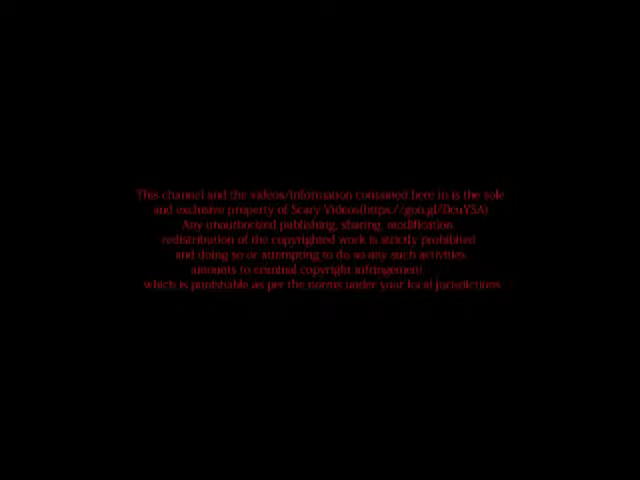 This channel and the videos/information contained here in is the sole
and exclusive property of Scary Videos(https://goo.gl/
Any unauthorized publishing, sharing, modification,
redistribution of the copyrighted work is strictly prohibited
and doing so or attempting to do so any such activities
amounts to criminal copyright infringement
which is punishable as per the norms under your local jurisdictions